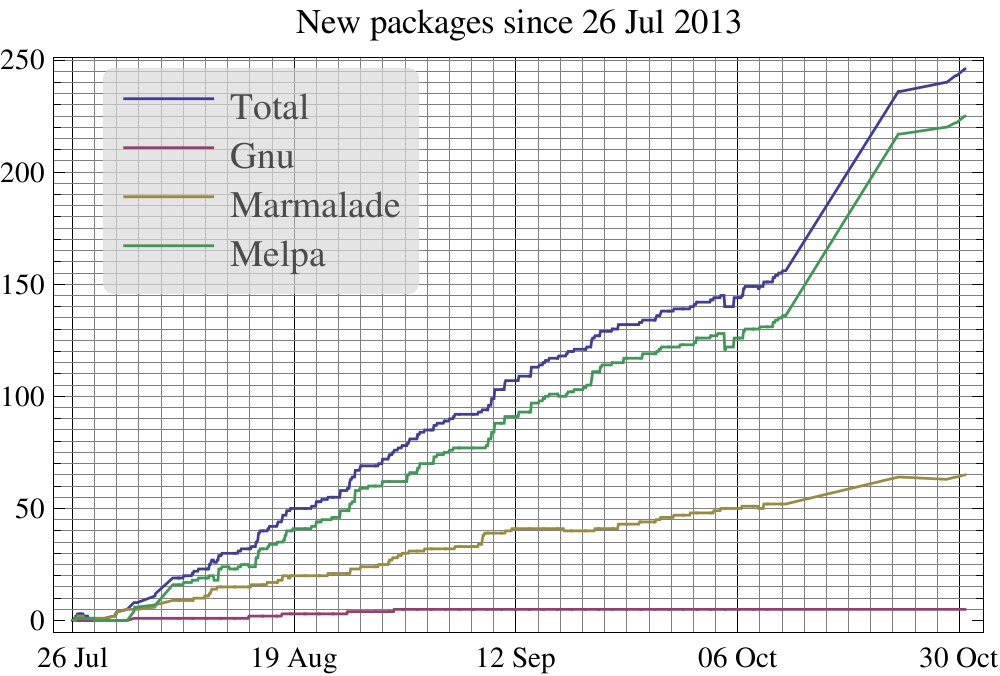 New packages since 26 Jul 2013
250
200
150
100
50
0
Total
Gnu
Marmalade
Melpa
26 Jul 19 Aug 12 Sep 06 Oct 30 Oct